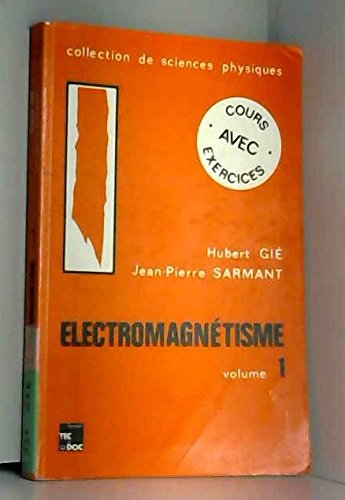 collection de sciences physiques
COURS
• AVEC •
EXERCICES
Hubert GIÉ
Jean-Pierre SARMANT
ELECTROMAGNÉTISME
volume 1
TEC
DOC